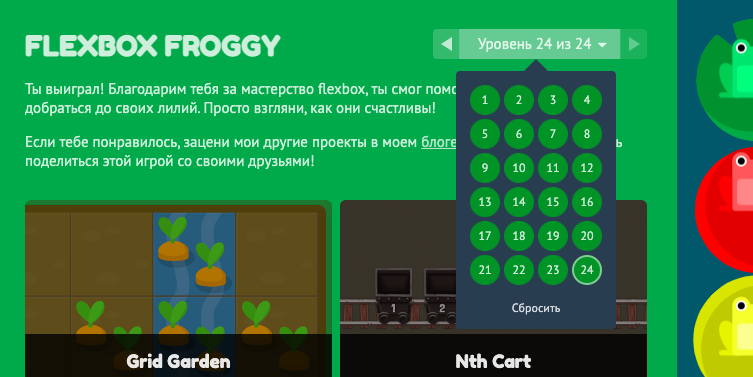 FLEXBOX FROGGY
Уровень 24 из 24
Ты выиграл! Благодарим тебя за мастерство flexbox, ты смог
добраться до своих лилий. Просто взгляни, как они счастливы!
Если тебе понравилось, зацени мои другие проекты в моем блоге
поделиться этой игрой со своими друзьями!
1 2 3 4
5 6 7 8
9 10 11 12
13 14 15 16
17 18 19 20
21 22 23 24
Сбросить
1 2
Grid Garden
Nth Cart